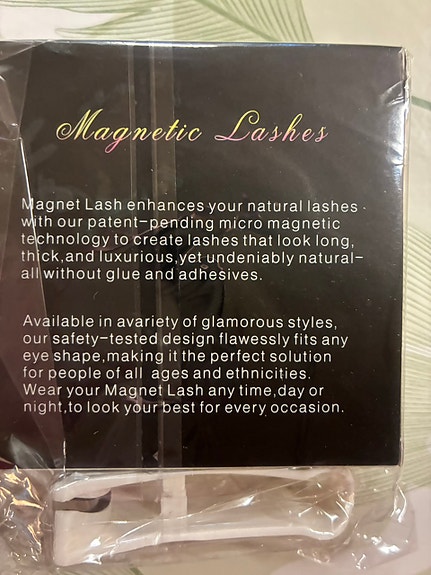 Magnetic Lashes
Magnet Lash enhances your natural lashes
with our patent-pending micro magnetic
technology to create lashes that look long,
thick,and luxurious,yet undeniably natural-
all without glue and adhesives.
Available in avariety of glamorous styles,
our safety-tested design flawessly fits any
eye shape,making it the perfect solution
for people of all ages and ethnicities.
Wear your Magnet Lash any time,day or
night,to look your best for every occasion.